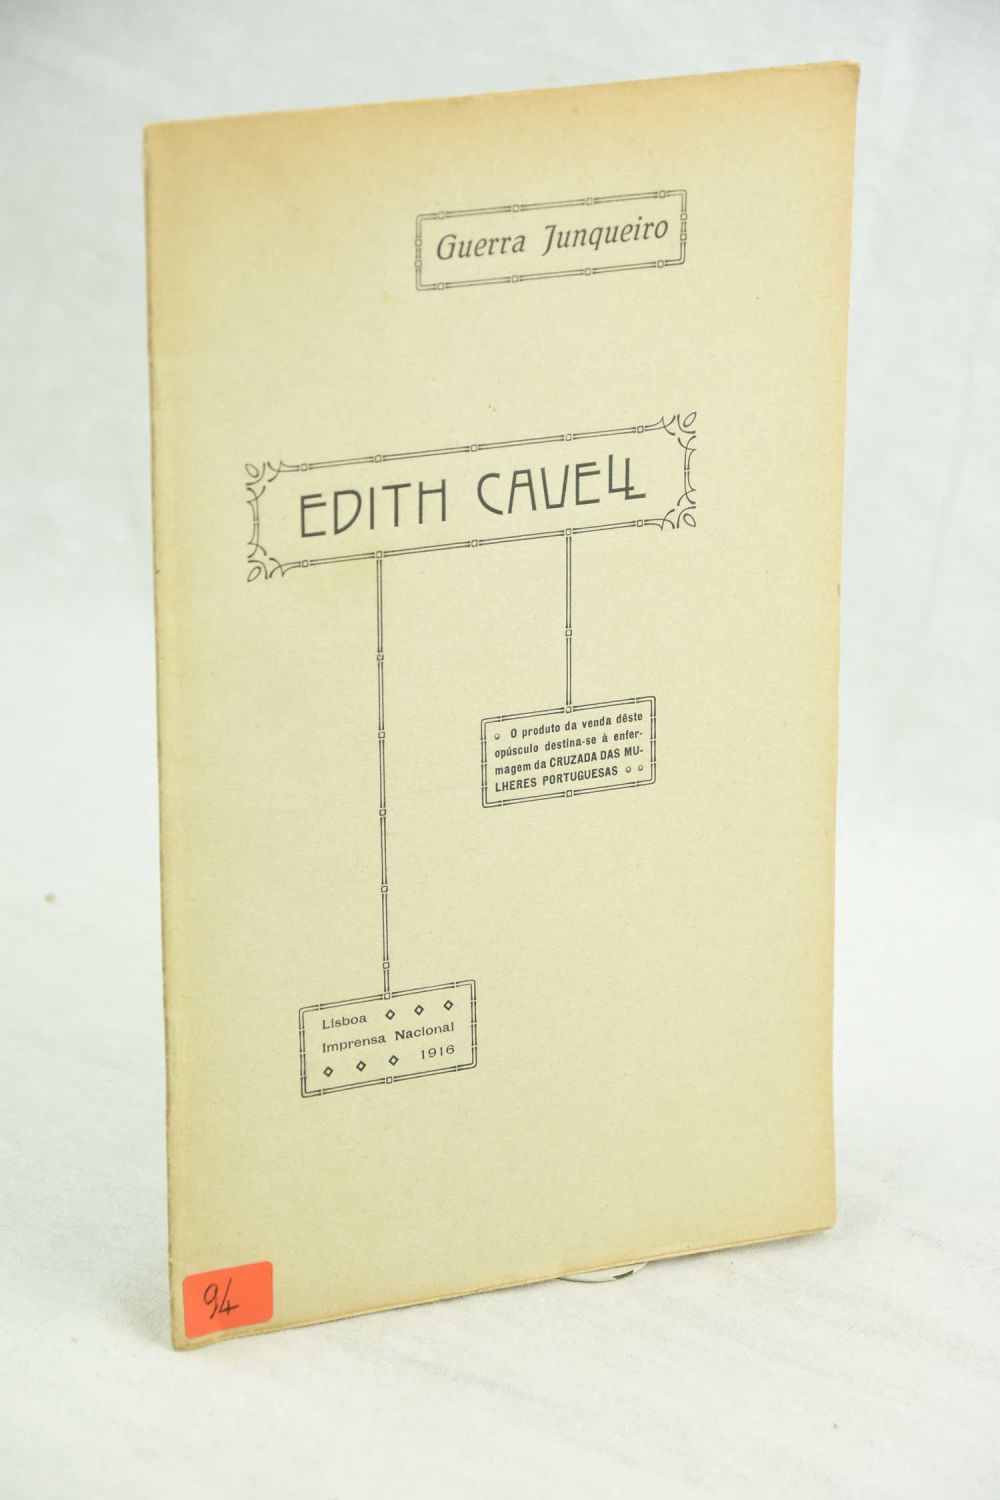 Guerra Junqueiro
EDITH CAVELL
O produto da venda dêste
opúsculo destina-se à enfer-
magem da CRUZADA DAS MU-
LHERES PORTUGUESAS
Lisboa
Imprensa Nacional
1916
94